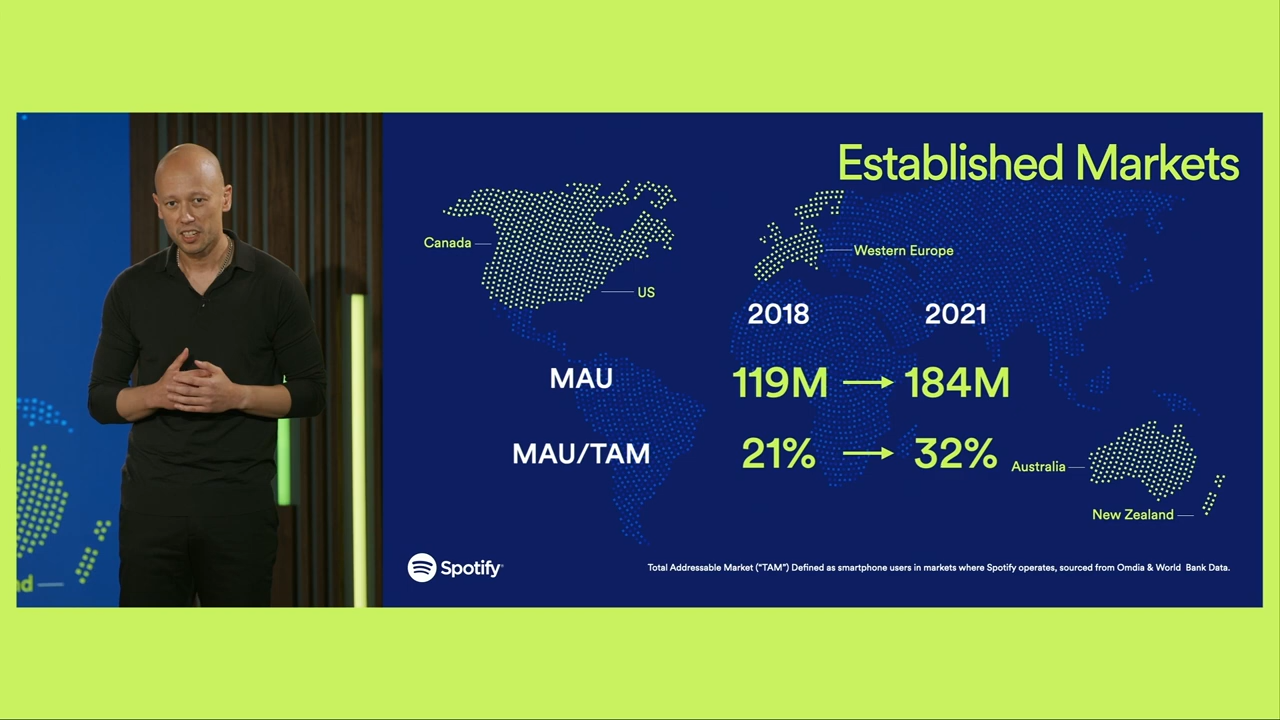 Established Markets
Canada
Western Europe
US
2018 2021
MAU 119M 184M
MAU/TAM 21% 32%
Australia
New Zealand
Spotify
Total Addressable Market ("TAM") Defined as smartphone users in markets where Spotify operates, sourced from Omdia & World Bank Data.
nd